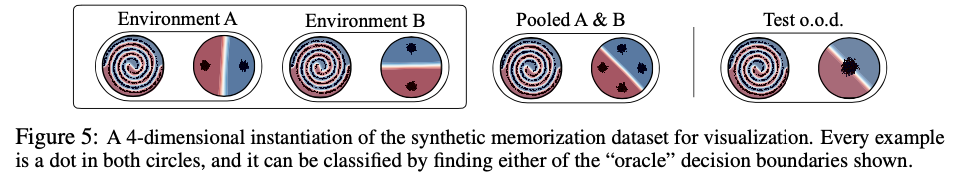 Environment A
Environment B
Pooled A & B
Test o.o.d.
Figure 5: A 4-dimensional instantiation of the synthetic memorization dataset for visualization. Every example
is a dot in both circles, and it can be classified by finding either of the “oracle” decision boundaries shown.